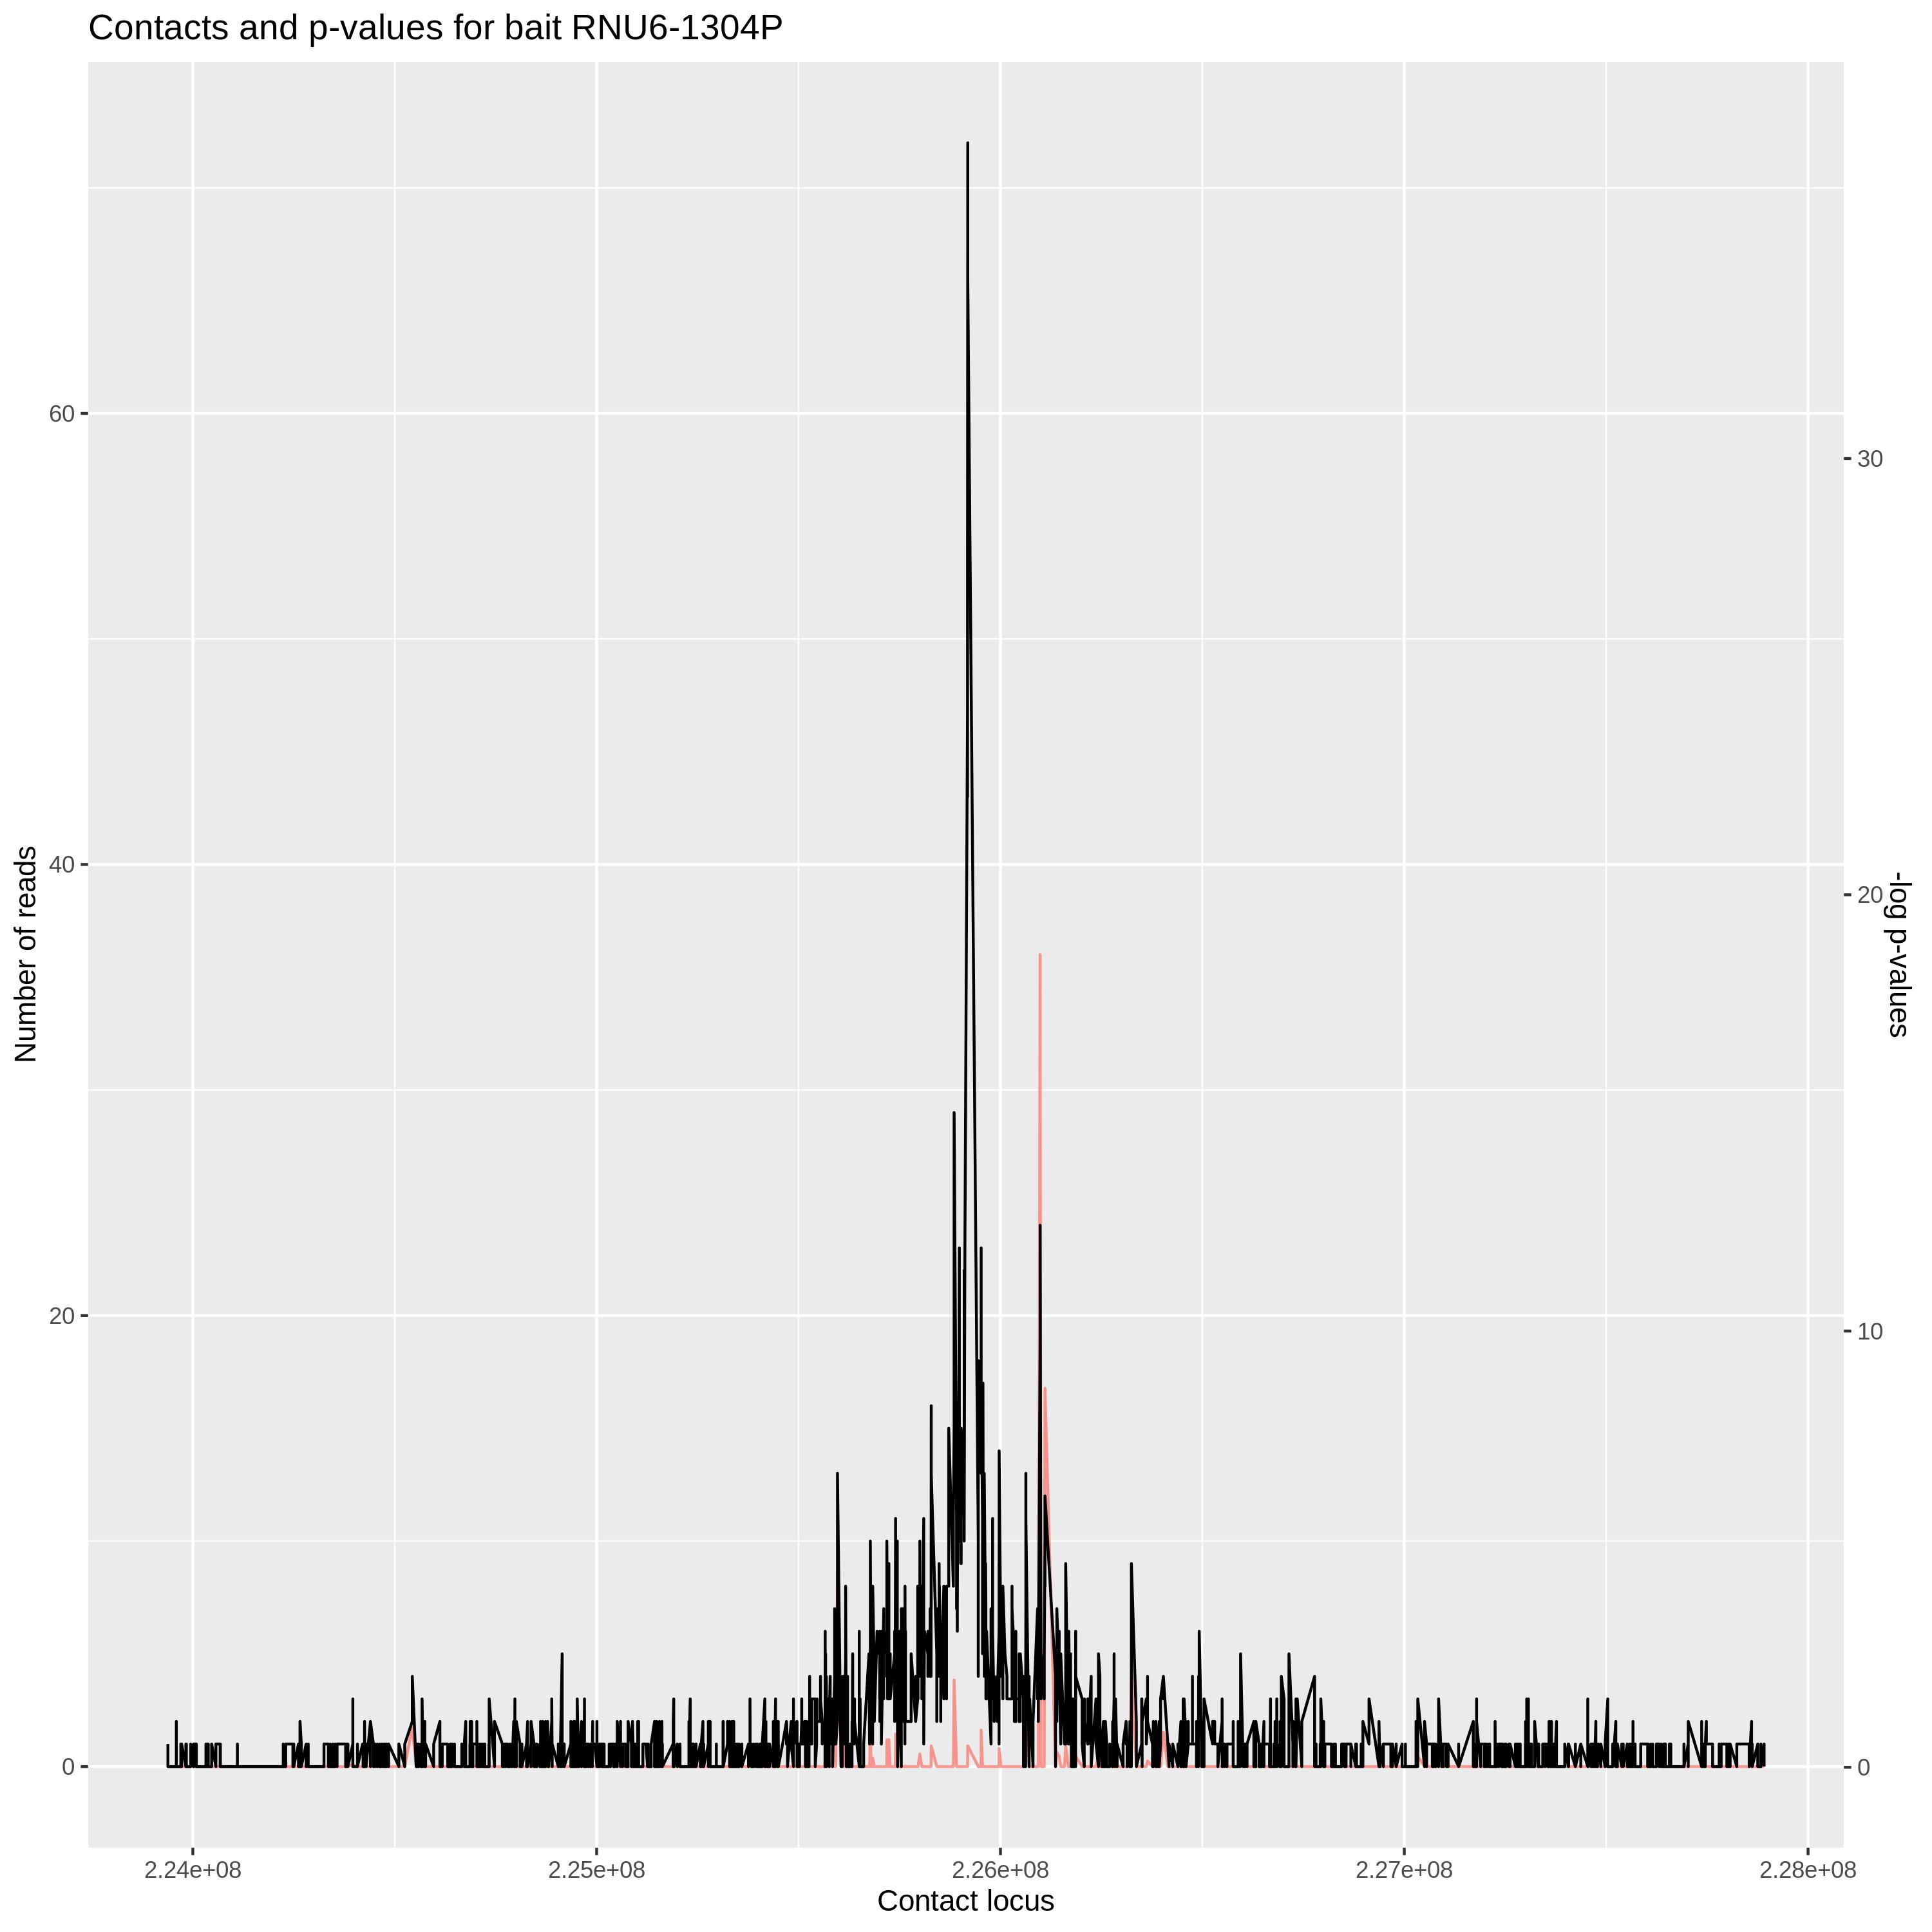 Contacts and p-values for bait RNU6-1304P
60
40
20
0
Number of reads
30
20
10
0
-log p-values
2.24e+08
2.25e+08
2.26e+08
2.27e+08
2.28e+08
Contact locus